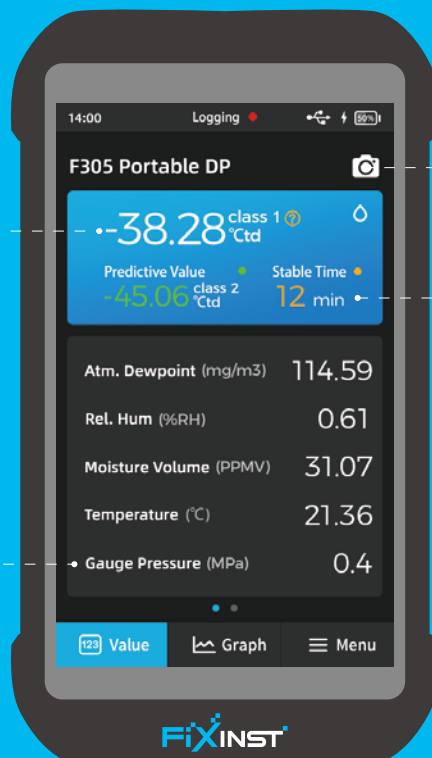 14:00 Logging 50%
F305 Portable DP
-38.28 class 1 ?
°Ctd
Predictive Value Stable Time
-45.06 class 2 12 min
°Ctd
Atm. Dewpoint (mg/m3) 114.59
Rel. Hum (%RH) 0.61
Moisture Volume (PPMV) 31.07
Temperature (°C) 21.36
Gauge Pressure (MPa) 0.4
123 Value Graph Menu
FiXINST